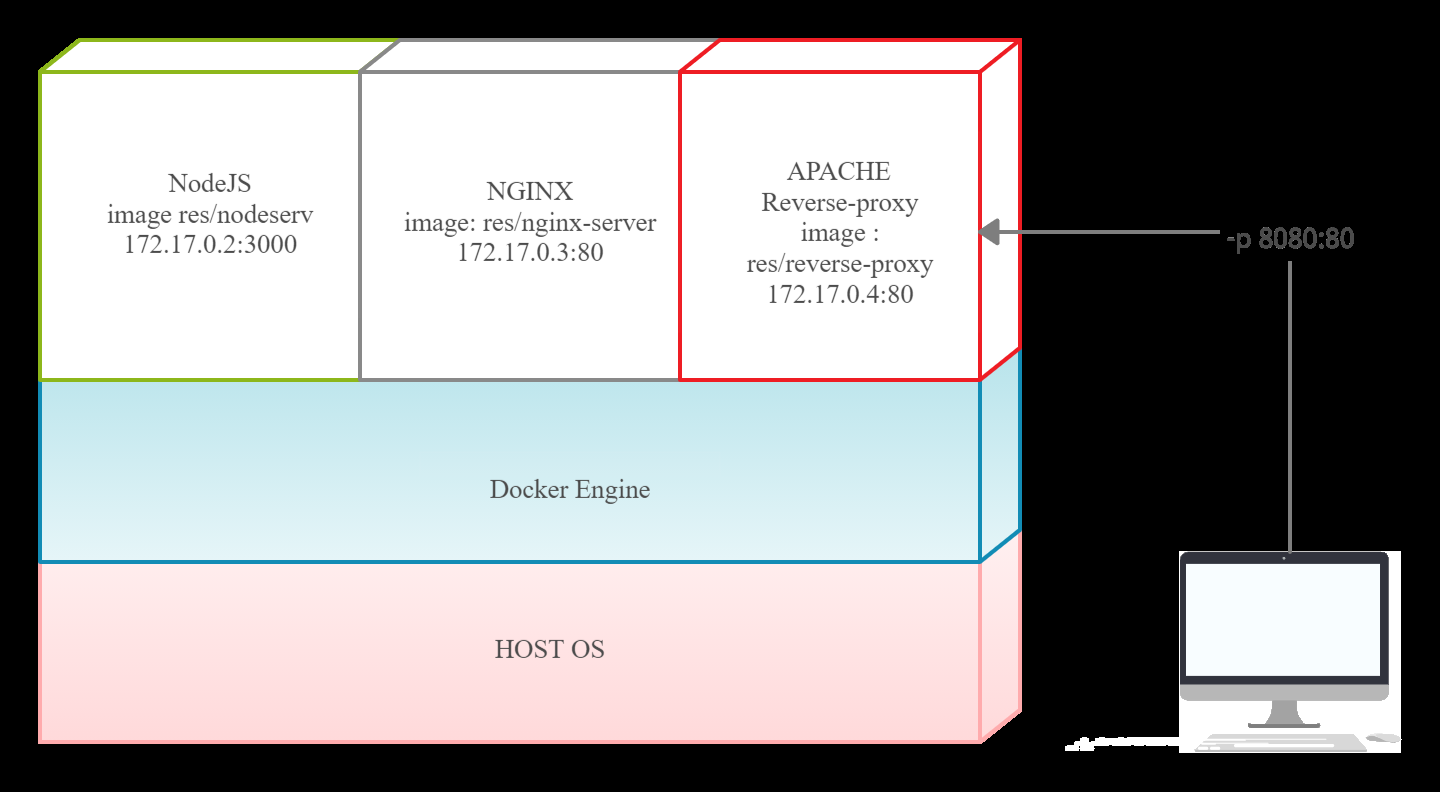 NodeJS
image res/nodeserv
172.17.0.2:3000
NGINX
image: res/nginx-server
172.17.0.3:80
APACHE
Reverse-proxy
image :
res/reverse-proxy
172.17.0.4:80
-p 8080:80
Docker Engine
HOST OS